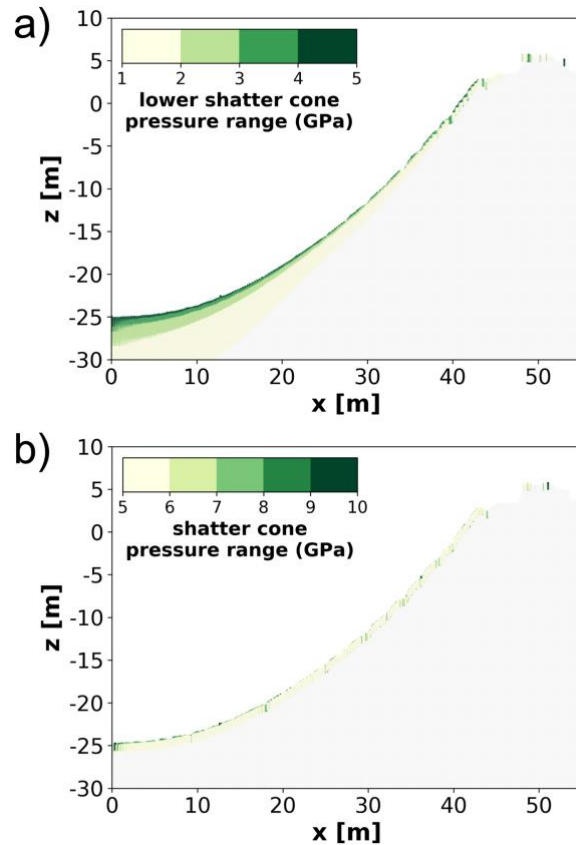 a)
10
5
0
-5
-10
-15
-20
-25
-30
z [m]
1 2 3 4 5
lower shatter cone
pressure range (GPa)
0 10 20 30 40 50
x [m]
b)
10
5
0
-5
-10
-15
-20
-25
-30
z [m]
5 6 7 8 9 10
shatter cone
pressure range (GPa)
0 10 20 30 40 50
x [m]